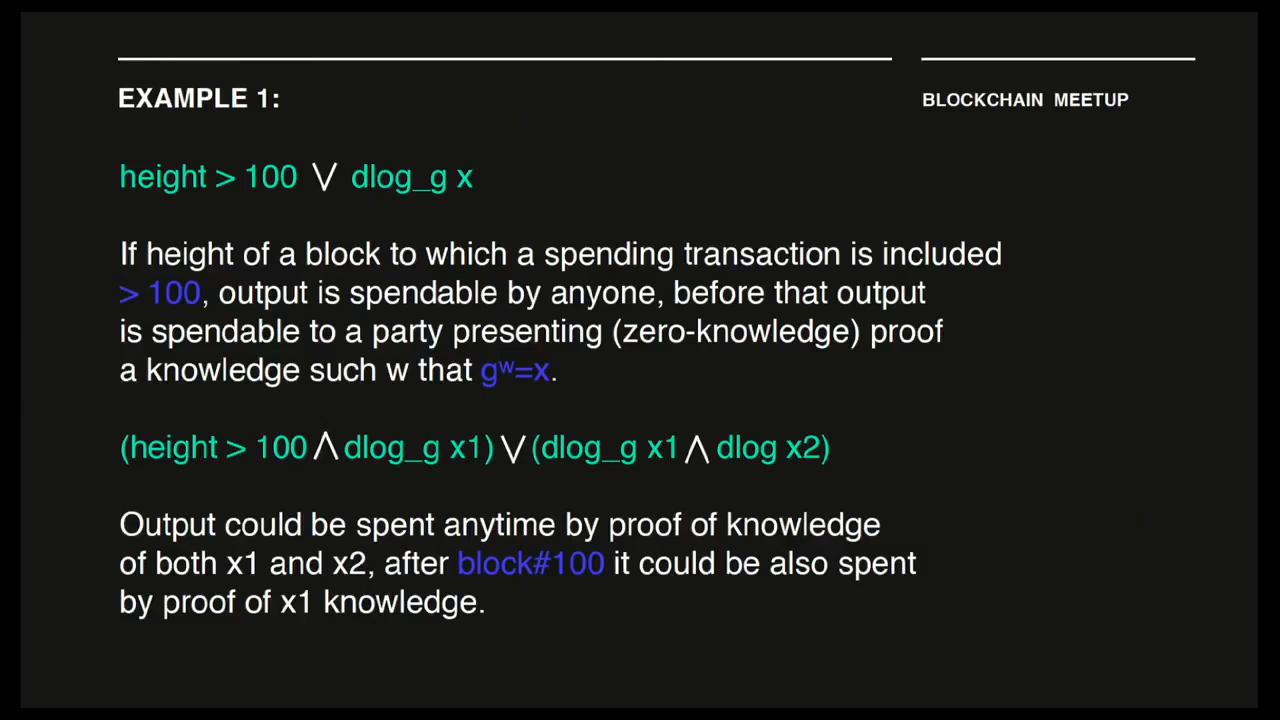 EXAMPLE 1:
BLOCKCHAIN MEETUP
height > 100 ⋁ dlog_g x
If height of a block to which a spending transaction is included
> 100, output is spendable by anyone, before that output
is spendable to a party presenting (zero-knowledge) proof
a knowledge such w that gʷ=x.
(height > 100 ⋀ dlog_g x1) ⋁ (dlog_g x1 ⋀ dlog x2)
Output could be spent anytime by proof of knowledge
of both x1 and x2, after block#100 it could be also spent
by proof of x1 knowledge.